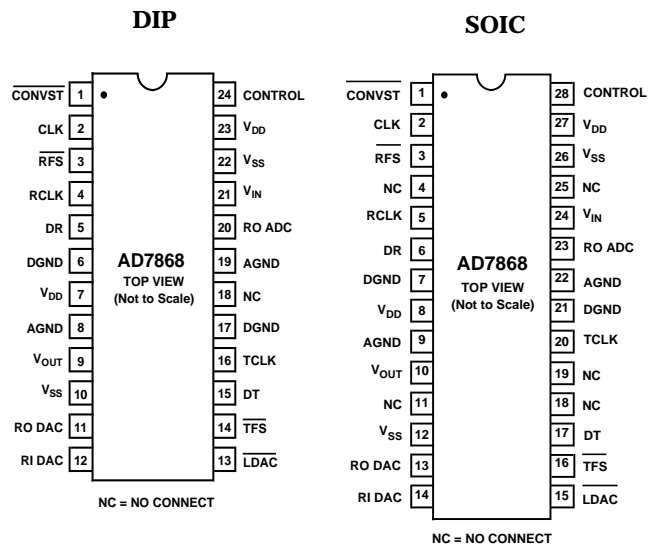 DIP
CONVST 1 24 CONTROL
CLK 2 23 VDD
RFS 3 22 VSS
RCLK 4 21 VIN
DR 5 20 RO ADC
DGND 6 19 AGND
VDD 7 18 NC
AGND 8 17 DGND
VOUT 9 16 TCLK
VSS 10 15 DT
RO DAC 11 14 TFS
RI DAC 12 13 LDAC
AD7868
TOP VIEW
(Not to Scale)
NC = NO CONNECT
SOIC
CONVST 1 28 CONTROL
CLK 2 27 VDD
RFS 3 26 VSS
NC 4 25 NC
RCLK 5 24 VIN
DR 6 23 RO ADC
DGND 7 22 AGND
VDD 8 21 DGND
AGND 9 20 TCLK
VOUT 10 19 NC
NC 11 18 NC
VSS 12 17 DT
RO DAC 13 16 TFS
RI DAC 14 15 LDAC
AD7868
TOP VIEW
(Not to Scale)
NC = NO CONNECT